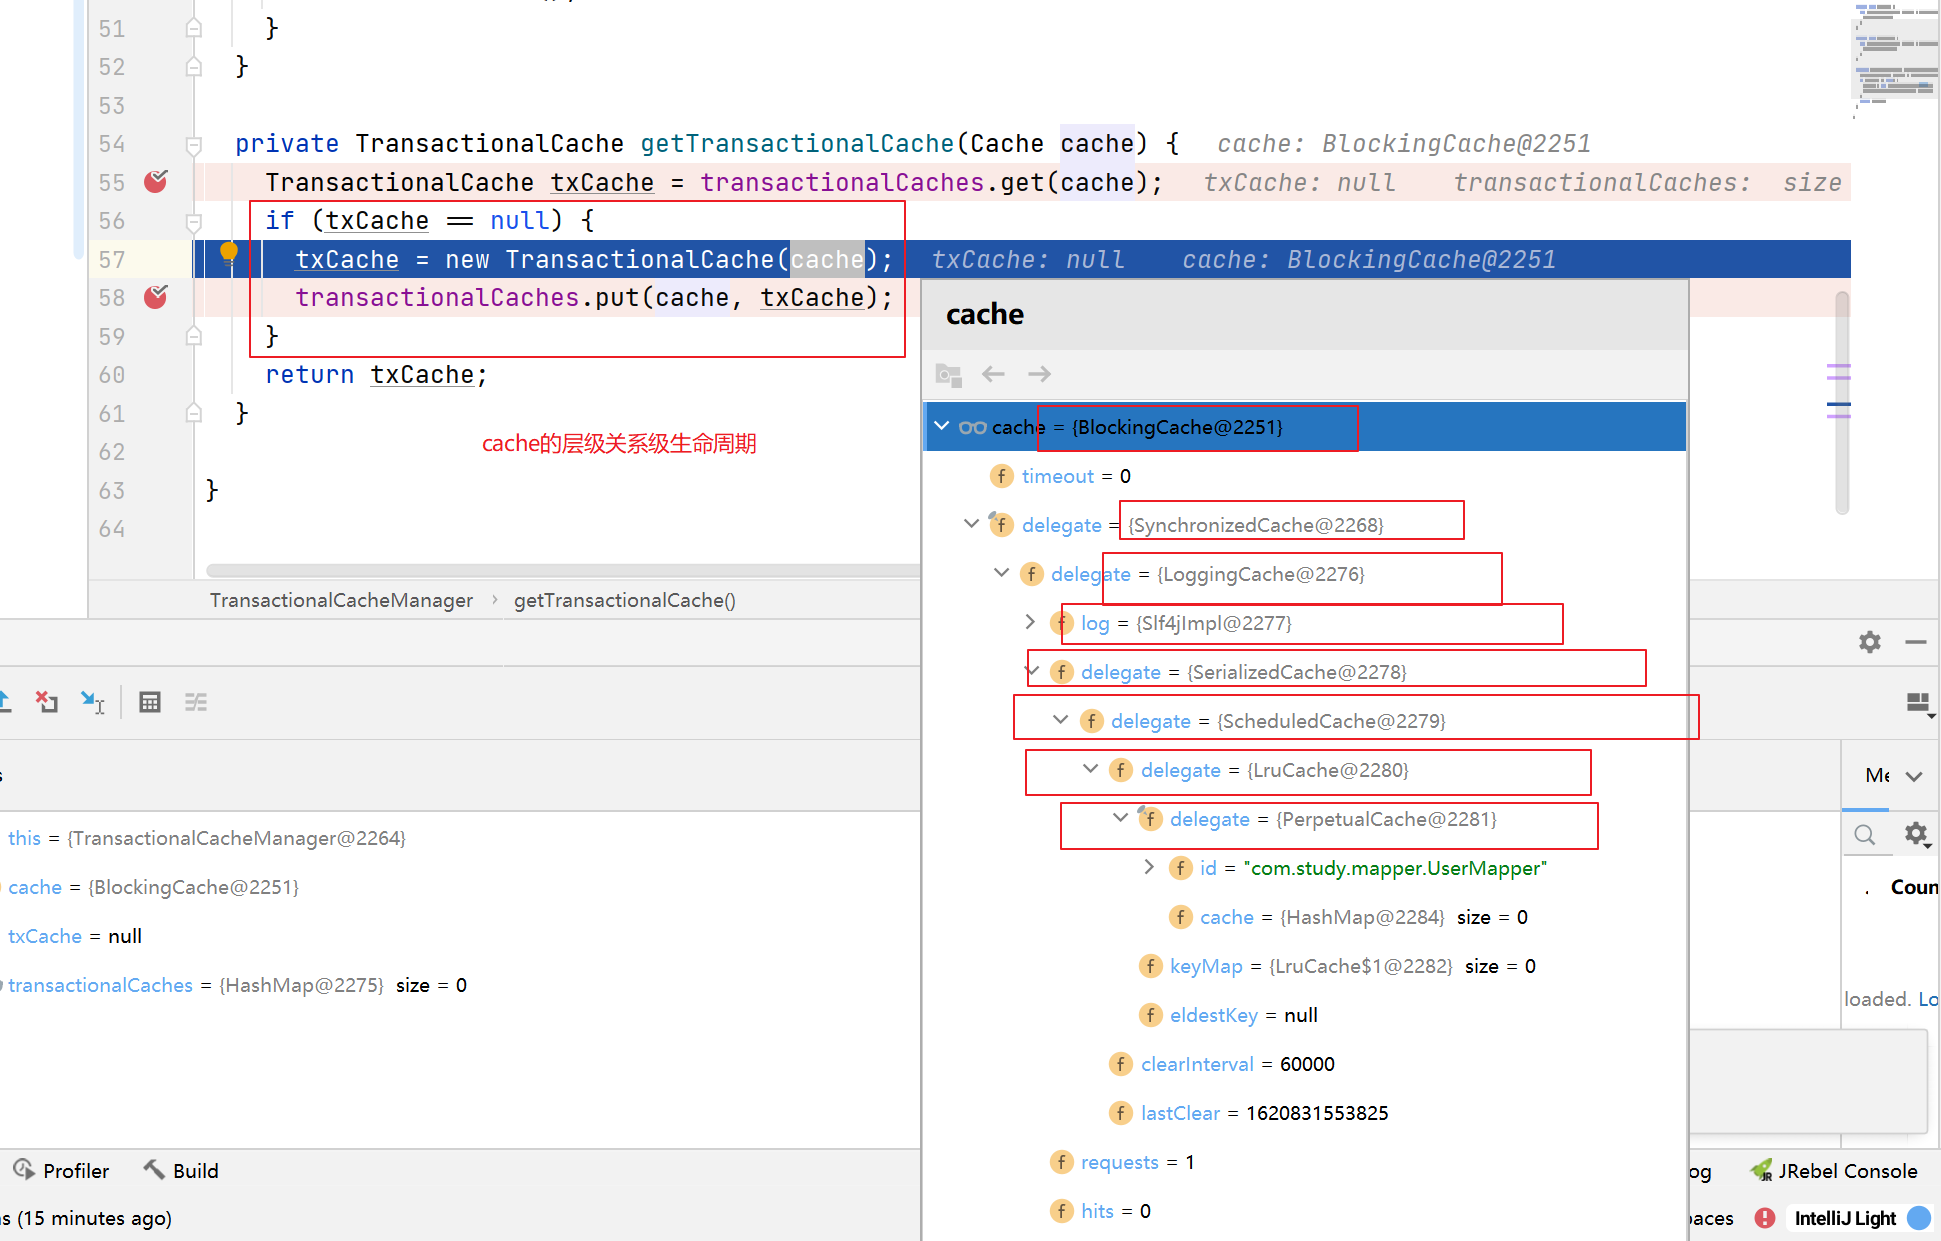 51 }
52 }
53
54 private TransactionalCache getTransactionalCache(Cache cache) { cache: BlockingCache@2251
55 TransactionalCache txCache = transactionalCaches.get(cache); txCache: null transactionalCaches: size
56 if (txCache == null) {
57 txCache = new TransactionalCache(cache); txCache: null cache: BlockingCache@2251
58 transactionalCaches.put(cache, txCache);
59 }
60 return txCache;
61 }
62
cache的层级关系级生命周期
63 }
64
TransactionalCacheManager › getTransactionalCache()
cache
cache = {BlockingCache@2251}
f timeout = 0
f delegate = {SynchronizedCache@2268}
f delegate = {LoggingCache@2276}
f log = {Slf4jImpl@2277}
f delegate = {SerializedCache@2278}
f delegate = {ScheduledCache@2279}
f delegate = {LruCache@2280}
f delegate = {PerpetualCache@2281}
f id = "com.study.mapper.UserMapper"
f cache = {HashMap@2284} size = 0
f keyMap = {LruCache$1@2282} size = 0
f eldestKey = null
f clearInterval = 60000
f lastClear = 1620831553825
f requests = 1
f hits = 0
s
this = {TransactionalCacheManager@2264}
cache = {BlockingCache@2251}
txCache = null
transactionalCaches = {HashMap@2275} size = 0
Me
Coun
loaded. Lo
Profiler Build
og JR JRebel Console
s (15 minutes ago)
paces IntelliJ Light